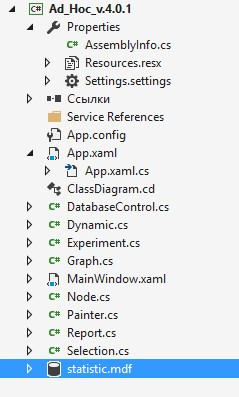 Ad_Hoc_v.4.0.1
Properties
AssemblyInfo.cs
Resources.resx
Settings.settings
Ссылки
Service References
App.config
App.xaml
App.xaml.cs
ClassDiagram.cd
DatabaseControl.cs
Dynamic.cs
Experiment.cs
Graph.cs
MainWindow.xaml
Node.cs
Painter.cs
Report.cs
Selection.cs
statistic.mdf